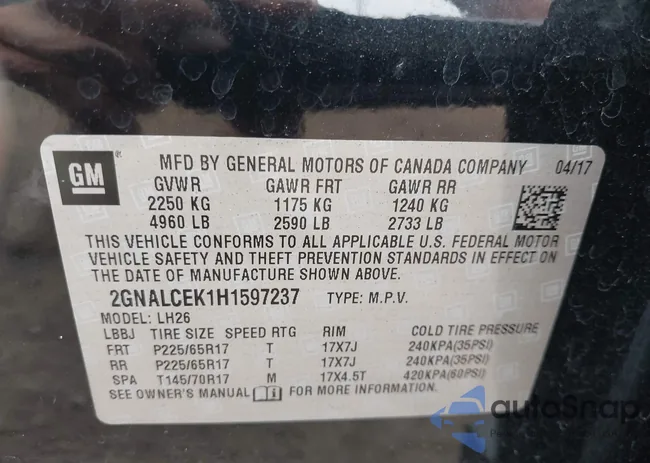 GM ® MFD BY GENERAL MOTORS OF CANADA COMPANY 04/17
GVWR GAWR FRT GAWR RR
2250 KG 1175 KG 1240 KG
4960 LB 2590 LB 2733 LB
THIS VEHICLE CONFORMS TO ALL APPLICABLE U.S. FEDERAL MOTOR
VEHICLE SAFETY AND THEFT PREVENTION STANDARDS IN EFFECT ON
THE DATE OF MANUFACTURE SHOWN ABOVE.
2GNALCEK1H1597237 TYPE: M.P.V.
MODEL: LH26
LBBJ TIRE SIZE SPEED RTG RIM COLD TIRE PRESSURE
FRT P225/65R17 T 17X7J 240KPA(35PSI)
RR P225/65R17 T 17X7J 240KPA(35PSI)
SPA T145/70R17 M 17X4.5T 420KPA(60PSI)
SEE OWNER'S MANUAL FOR MORE INFORMATION.
autoSnap